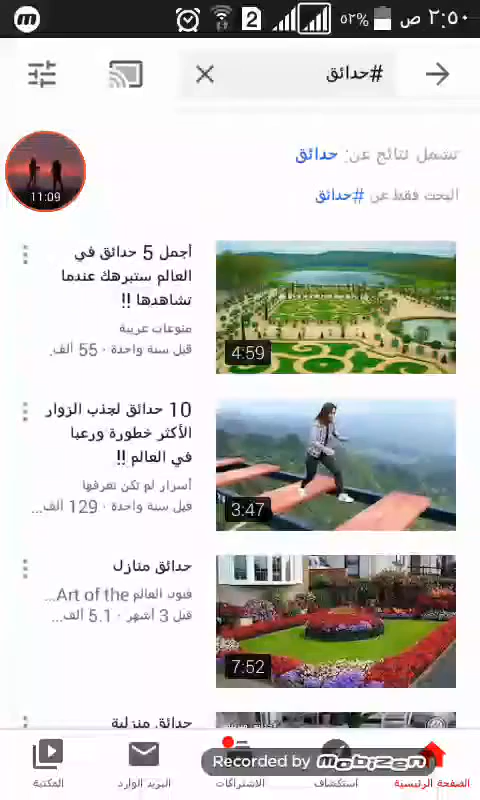 ٢:٥٠ ص
٥٢%
2
#حدائق
تشمل نتائج عن: حدائق
البحث فقط عن #حدائق
11:09
أجمل 5 حدائق في
العالم ستبرهك عندما
تشاهدها !!
منوعات عربية
قبل سنة واحدة · 55 ألف.
4:59
10 حدائق لجذب الزوار
الأكثر خطورة ورعبا
في العالم !!
أسرار لم تكن تعرفها
قبل سنة واحدة · 129 ألف...
3:47
حدائق منازل
فنون العالم Art of the...
قبل 3 أشهر · 5.1 ألف...
7:52
حدائق منزلية
الصفحة الرئيسية
استكشاف
الاشتراكات
البريد الوارد
المكتبة
Recorded by Mobizen